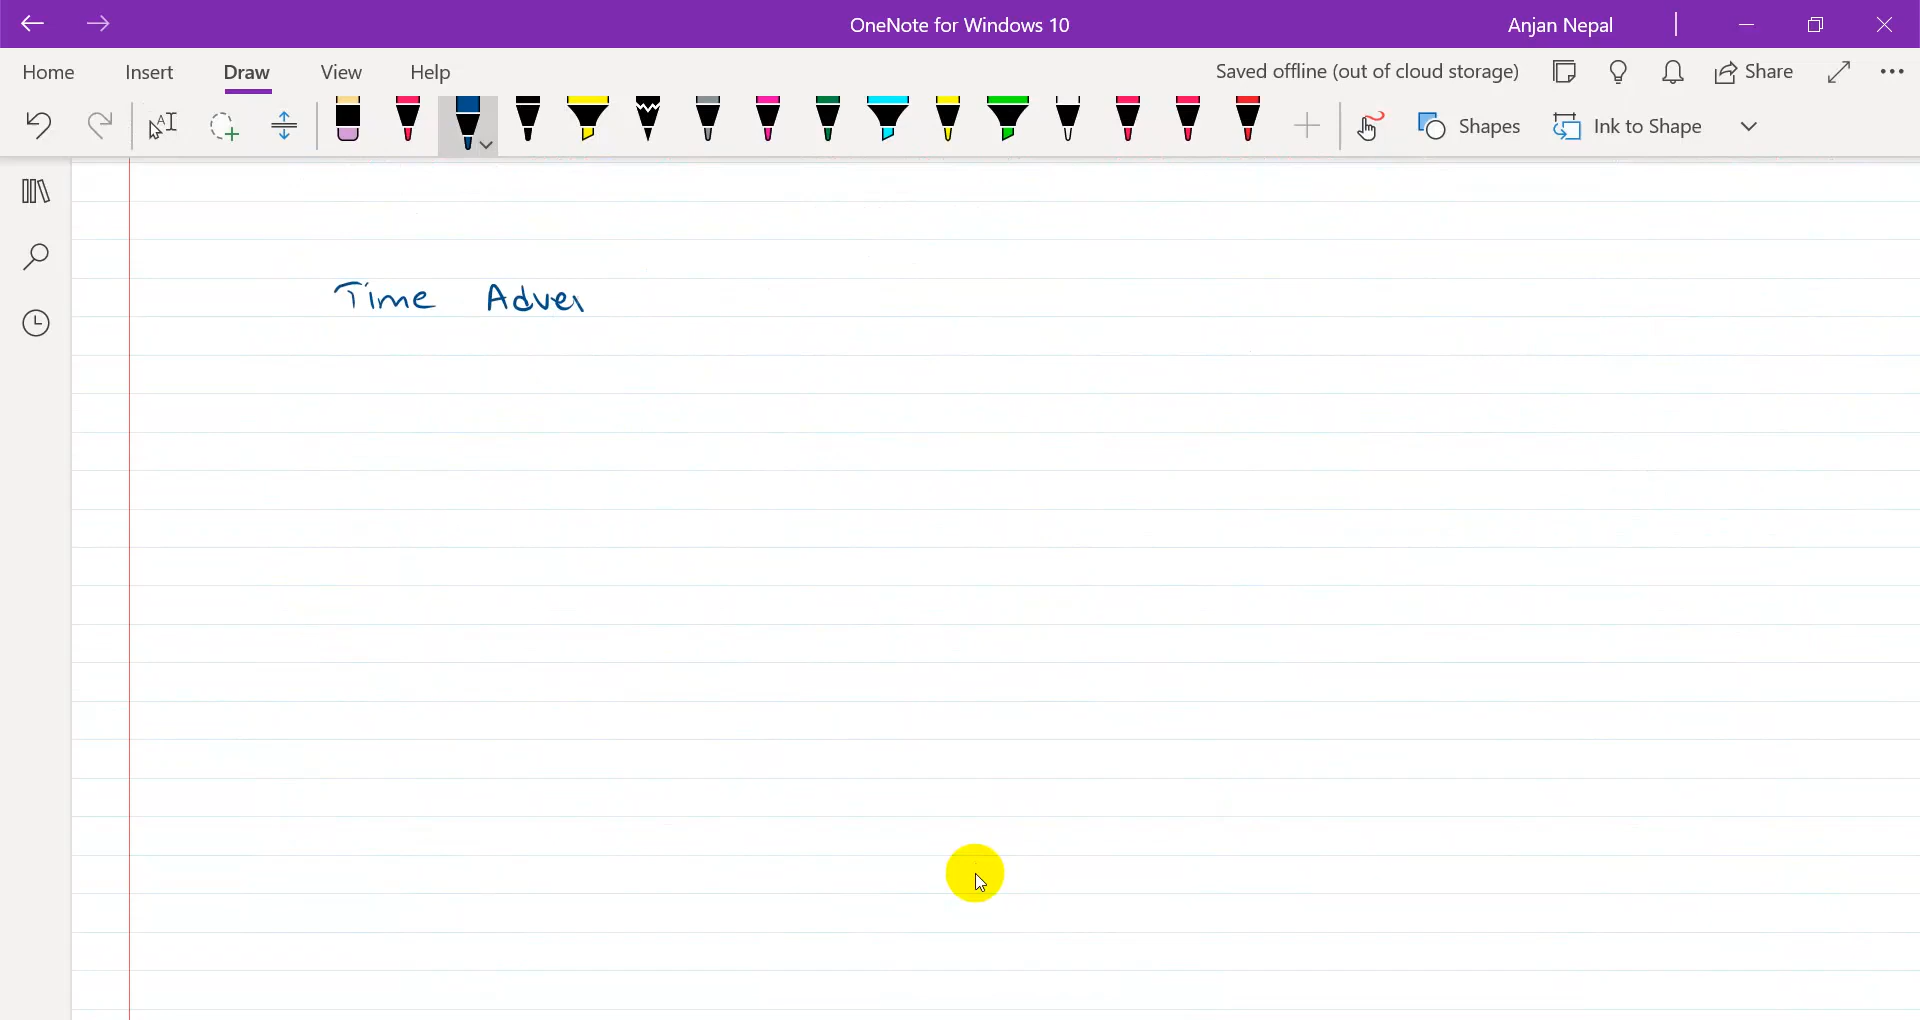 OneNote for Windows 10
Anjan Nepal
Home Insert Draw View Help
Saved offline (out of cloud storage)
Share
Shapes
Ink to Shape
Time Adver